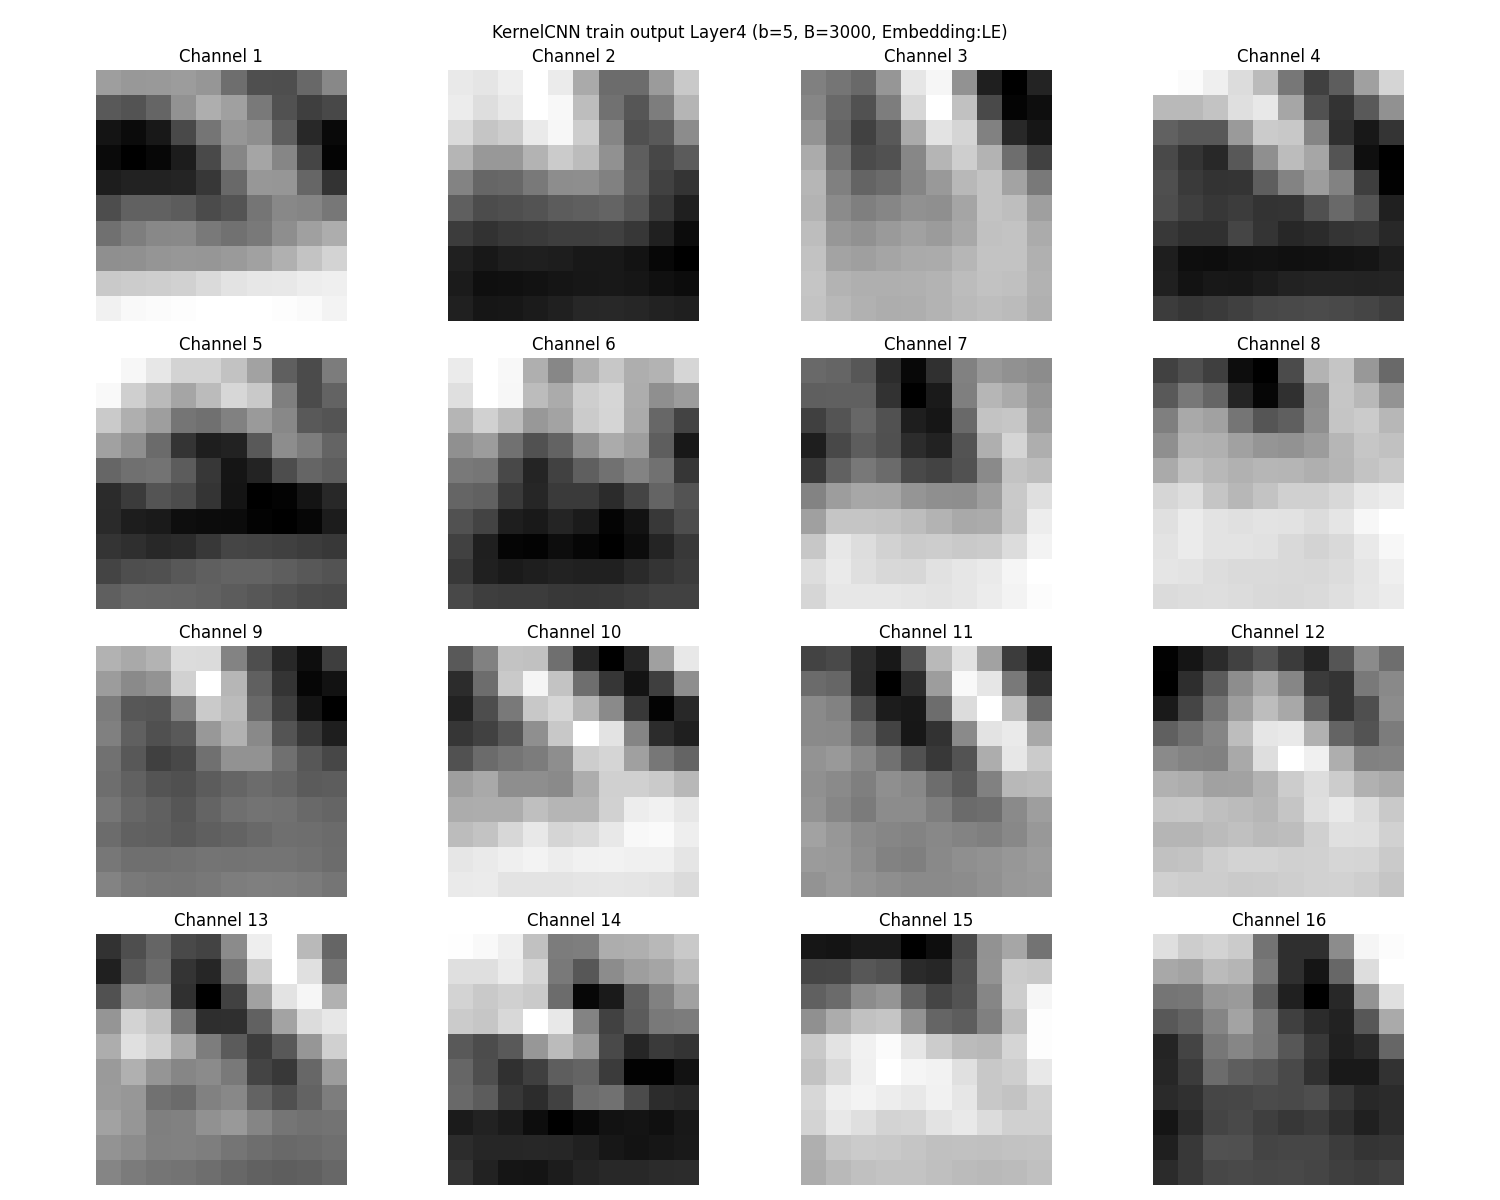 KernelCNN train output Layer4 (b=5, B=3000, Embedding:LE)
Channel 1
Channel 2
Channel 3
Channel 4
Channel 5
Channel 6
Channel 7
Channel 8
Channel 9
Channel 10
Channel 11
Channel 12
Channel 13
Channel 14
Channel 15
Channel 16